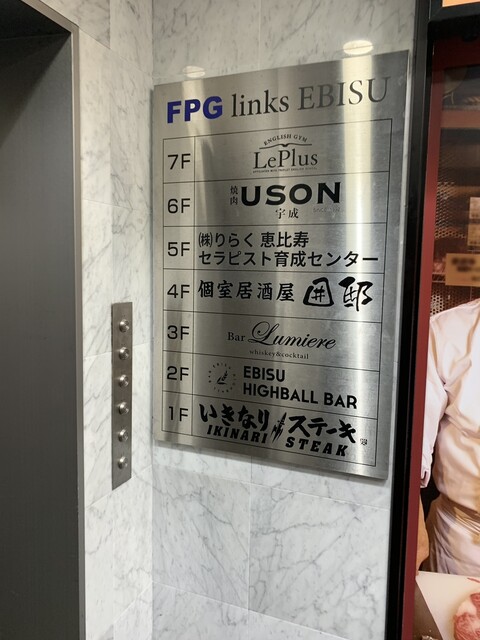 FPG links EBISU
7F
ENGLISH GYM
LePlus
6F
焼肉 USON
宇成
5F
㈱りらく 恵比寿
セラピスト育成センター
4F
個室居酒屋 囲邸
3F
Bar Lumiere
whiskey&cocktail
2F
EBISU
HIGHBALL BAR
1F
いきなりステーキ
IKINARI STEAK